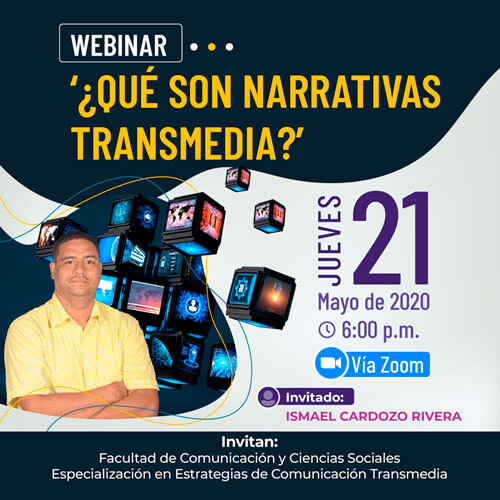 WEBINAR
‘¿QUÉ SON NARRATIVAS
TRANSMEDIA?’
JUEVES
21
Mayo de 2020
6:00 p.m.
Vía Zoom
Invitado:
ISMAEL CARDOZO RIVERA
Invitan:
Facultad de Comunicación y Ciencias Sociales
Especialización en Estrategias de Comunicación Transmedia